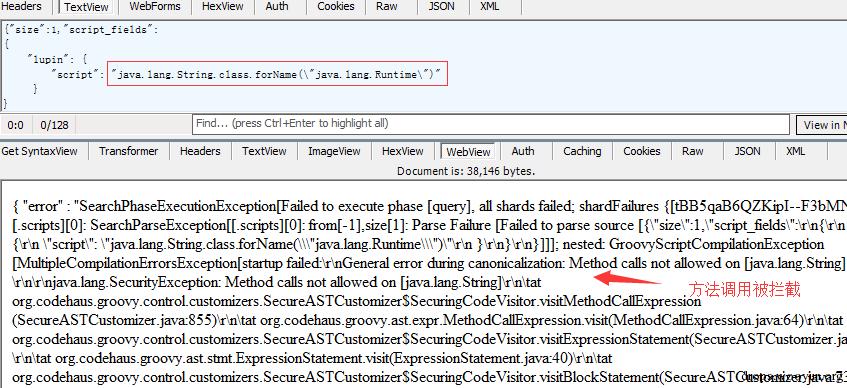 Headers TextView WebForms HexView Auth Cookies Raw JSON XML
{"size":1,"script_fields":
{
"lupin": {
"script": "java.lang.String.class.forName(\"java.lang.Runtime\")"
}
}
0:0 0/128 Find... (press Ctrl+Enter to highlight all) View in N
Get SyntaxView Transformer Headers TextView ImageView HexView WebView Auth Caching Cookies Raw JSON XML
Document is: 38,146 bytes.
{ "error" : "SearchPhaseExecutionException[Failed to execute phase [query], all shards failed; shardFailures {[tBB5qaB6QZKipI--F3bMN
[.scripts][0]: SearchParseException[[.scripts][0]: from[-1],size[1]: Parse Failure [Failed to parse source [{\"size\":1,\"script_fields\":\r\n{\r\n
{\r\n \"script\": \"java.lang.String.class.forName(\\\"java.lang.Runtime\\\")\"\r\n }\r\n}\r\n}]]]; nested: GroovyScriptCompilationException
[MultipleCompilationErrorsException[startup failed:\r\nGeneral error during canonicalization: Method calls not allowed on [java.lang.String]
\r\n\r\njava.lang.SecurityException: Method calls not allowed on [java.lang.String]\r\n\tat
方法调用被拦截
org.codehaus.groovy.control.customizers.SecureASTCustomizer$SecuringCodeVisitor.visitMethodCallExpression
(SecureASTCustomizer.java:855)\r\n\tat org.codehaus.groovy.ast.expr.MethodCallExpression.visit(MethodCallExpression.java:64)\r\n\tat
org.codehaus.groovy.control.customizers.SecureASTCustomizer$SecuringCodeVisitor.visitExpressionStatement(SecureASTCustomizer.ja
\r\n\tat org.codehaus.groovy.ast.stmt.ExpressionStatement.visit(ExpressionStatement.java:40)\r\n\tat
org.codehaus.groovy.control.customizers.SecureASTCustomizer$SecuringCodeVisitor.visitBlockStatement(SecureASTCustomizer.java:73
drops.wooyun.org